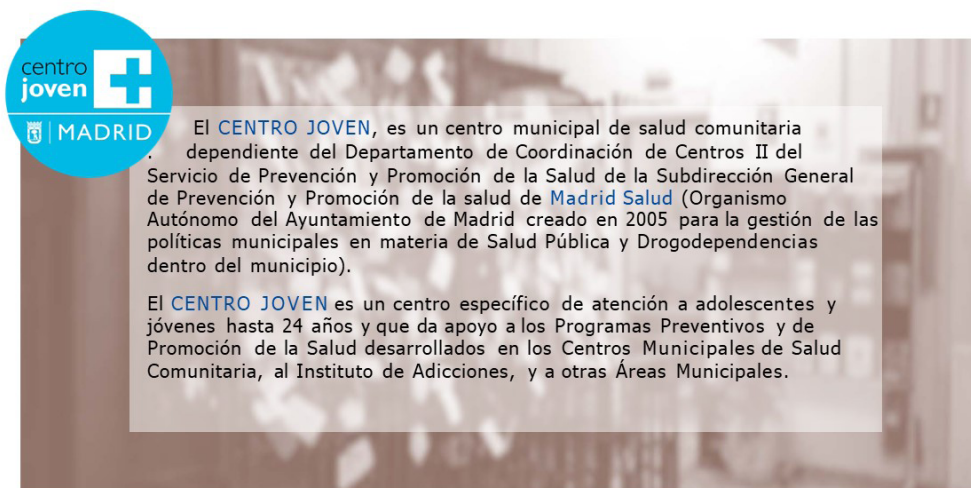 centro
joven
MADRID
El CENTRO JOVEN, es un centro municipal de salud comunitaria
. dependiente del Departamento de Coordinación de Centros II del
Servicio de Prevención y Promoción de la Salud de la Subdirección General
de Prevención y Promoción de la salud de Madrid Salud (Organismo
Autónomo del Ayuntamiento de Madrid creado en 2005 para la gestión de las
políticas municipales en materia de Salud Pública y Drogodependencias
dentro del municipio).
El CENTRO JOVEN es un centro específico de atención a adolescentes y
jóvenes hasta 24 años y que da apoyo a los Programas Preventivos y de
Promoción de la Salud desarrollados en los Centros Municipales de Salud
Comunitaria, al Instituto de Adicciones, y a otras Áreas Municipales.